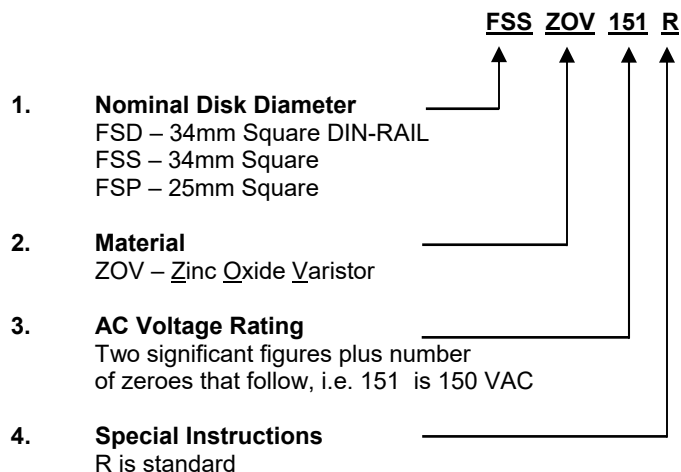 FSS ZOV 151 R
1. Nominal Disk Diameter
FSD – 34mm Square DIN-RAIL
FSS – 34mm Square
FSP – 25mm Square
2. Material
ZOV – Zinc Oxide Varistor
3. AC Voltage Rating
Two significant figures plus number
of zeroes that follow, i.e. 151 is 150 VAC
4. Special Instructions
R is standard